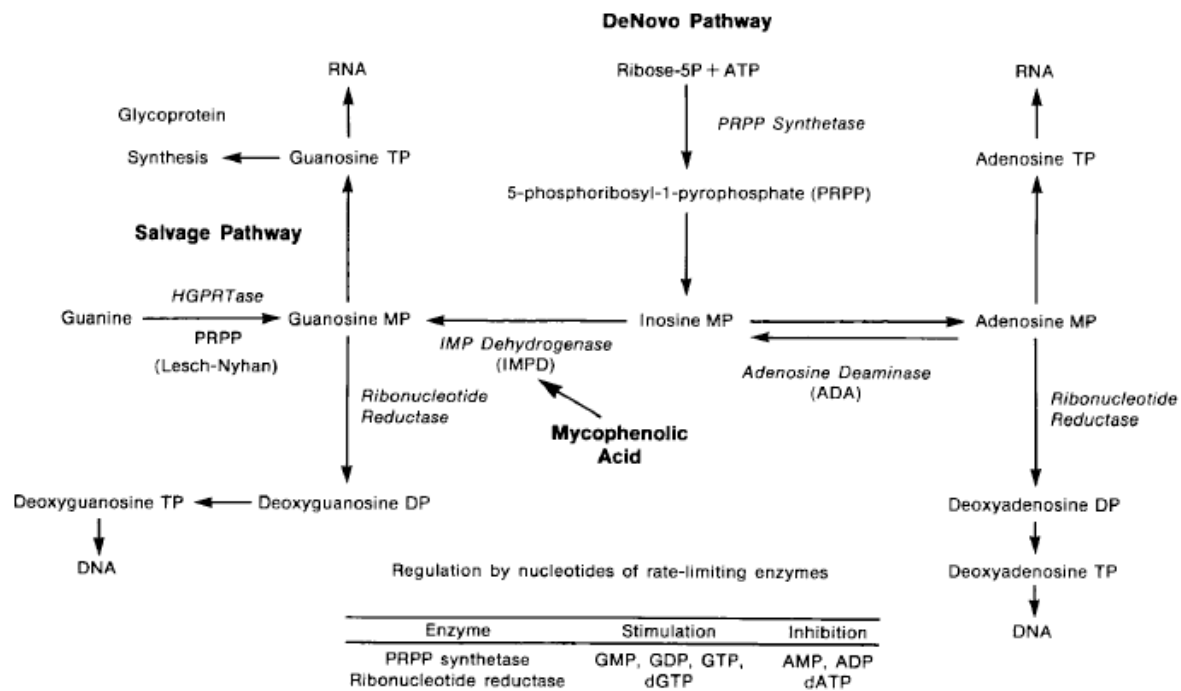 DeNovo Pathway
RNA
Ribose-5P + ATP
RNA
Glycoprotein
PRPP Synthetase
Synthesis
Guanosine TP
Adenosine TP
5-phosphoribosyl-1-pyrophosphate (PRPP)
Salvage Pathway
HGPRTase
Guanine
Guanosine MP
Inosine MP
Adenosine MP
PRPP
(Lesch-Nyhan)
IMP Dehydrogenase
(IMPD)
Adenosine Deaminase
(ADA)
Ribonucleotide
Reductase
Ribonucleotide
Reductase
Mycophenolic
Acid
Deoxyguanosine TP
Deoxyguanosine DP
Deoxyadenosine DP
DNA
Regulation by nucleotides of rate-limiting enzymes
Deoxyadenosine TP
DNA
Enzyme Stimulation Inhibition
PRPP synthetase GMP, GDP, GTP, AMP, ADP
Ribonucleotide reductase dGTP dATP